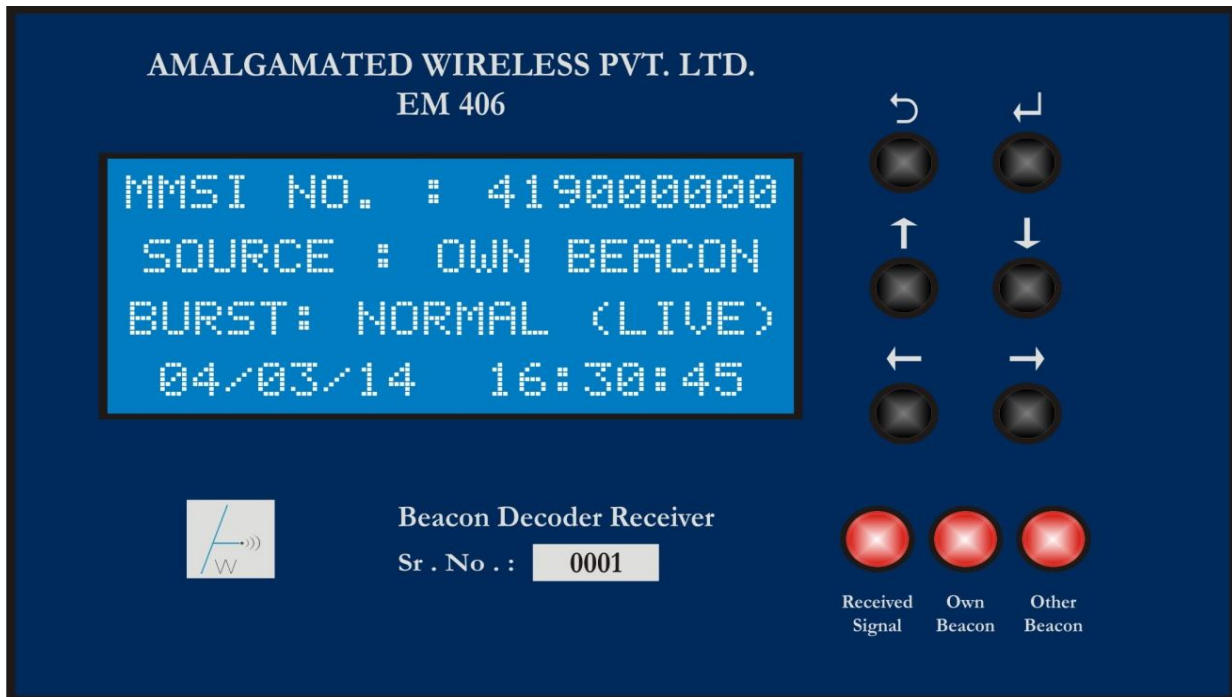 AMALGAMATED WIRELESS PVT. LTD.
EM 406
MMSI NO. : 419000000
SOURCE : OWN BEACON
BURST: NORMAL (LIVE)
04/03/14 16:30:45
W
Beacon Decoder Receiver
Sr . No . : 0001
Received Signal
Own Beacon
Other Beacon